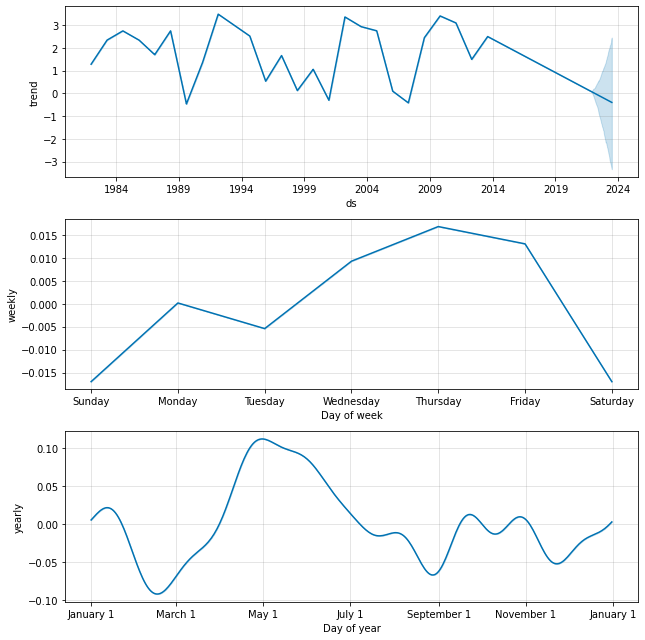 3
2
1
0
−1
−2
−3
trend
1984 1989 1994 1999 2004 2009 2014 2019 2024
ds
0.015
0.010
0.005
0.000
−0.005
−0.010
−0.015
weekly
Sunday Monday Tuesday Wednesday Thursday Friday Saturday
Day of week
0.10
0.05
0.00
−0.05
−0.10
yearly
January 1 March 1 May 1 July 1 September 1 November 1 January 1
Day of year